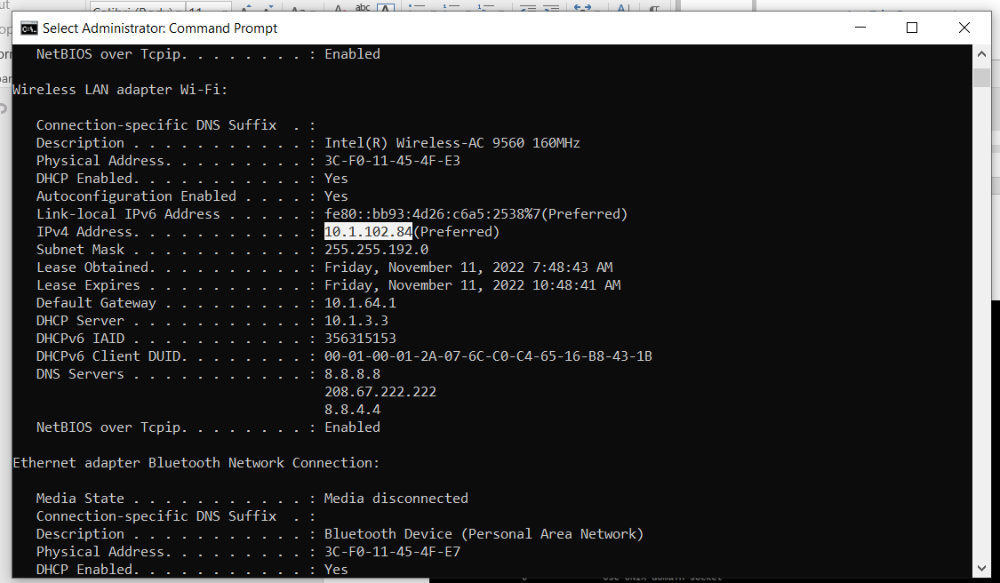 Calibri (Body) 11
abc
Select Administrator: Command Prompt
NetBIOS over Tcpip. . . . . . . . : Enabled
Wireless LAN adapter Wi-Fi:
Connection-specific DNS Suffix  . :
Description . . . . . . . . . . . : Intel(R) Wireless-AC 9560 160MHz
Physical Address. . . . . . . . . : 3C-F0-11-45-4F-E3
DHCP Enabled. . . . . . . . . . . : Yes
Autoconfiguration Enabled . . . . : Yes
Link-local IPv6 Address . . . . . : fe80::bb93:4d26:c6a5:2538%7(Preferred)
IPv4 Address. . . . . . . . . . . : 10.1.102.84(Preferred)
Subnet Mask . . . . . . . . . . . : 255.255.192.0
Lease Obtained. . . . . . . . . . : Friday, November 11, 2022 7:48:43 AM
Lease Expires . . . . . . . . . . : Friday, November 11, 2022 10:48:41 AM
Default Gateway . . . . . . . . . : 10.1.64.1
DHCP Server . . . . . . . . . . . : 10.1.3.3
DHCPv6 IAID . . . . . . . . . . . : 356315153
DHCPv6 Client DUID. . . . . . . . : 00-01-00-01-2A-07-6C-C0-C4-65-16-B8-43-1B
DNS Servers . . . . . . . . . . . : 8.8.8.8
208.67.222.222
8.8.4.4
NetBIOS over Tcpip. . . . . . . . : Enabled
Ethernet adapter Bluetooth Network Connection:
Media State . . . . . . . . . . . : Media disconnected
Connection-specific DNS Suffix  . :
Description . . . . . . . . . . . : Bluetooth Device (Personal Area Network)
Physical Address. . . . . . . . . : 3C-F0-11-45-4F-E7
DHCP Enabled. . . . . . . . . . . : Yes